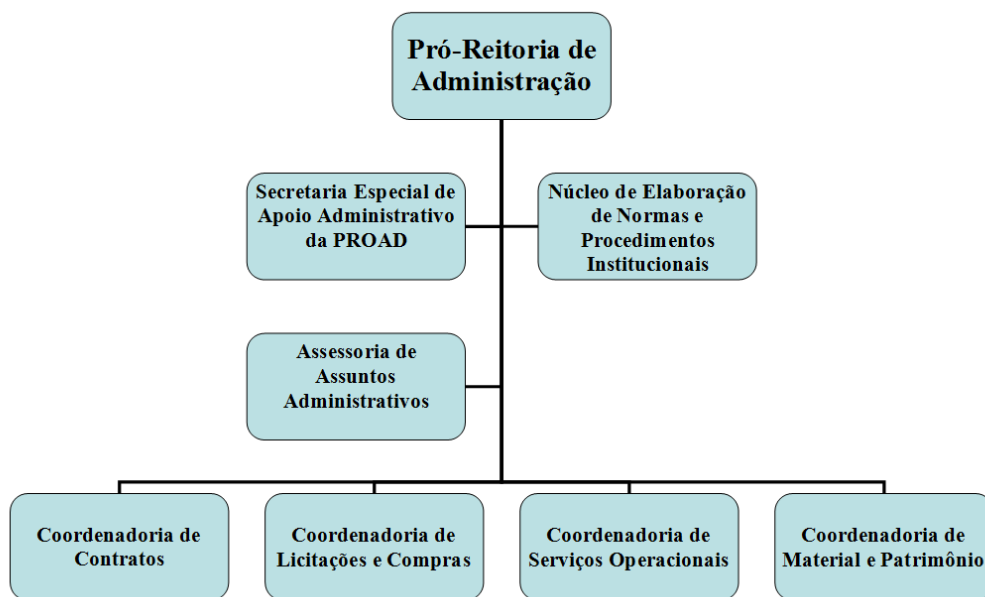 Pró-Reitoria de
Administração
Secretaria Especial de
Apoio Administrativo
da PROAD
Núcleo de Elaboração
de Normas e
Procedimentos
Institucionais
Assessoria de
Assuntos
Administrativos
Coordenadoria de
Contratos
Coordenadoria de
Licitações e Compras
Coordenadoria de
Serviços Operacionais
Coordenadoria de
Material e Patrimônio